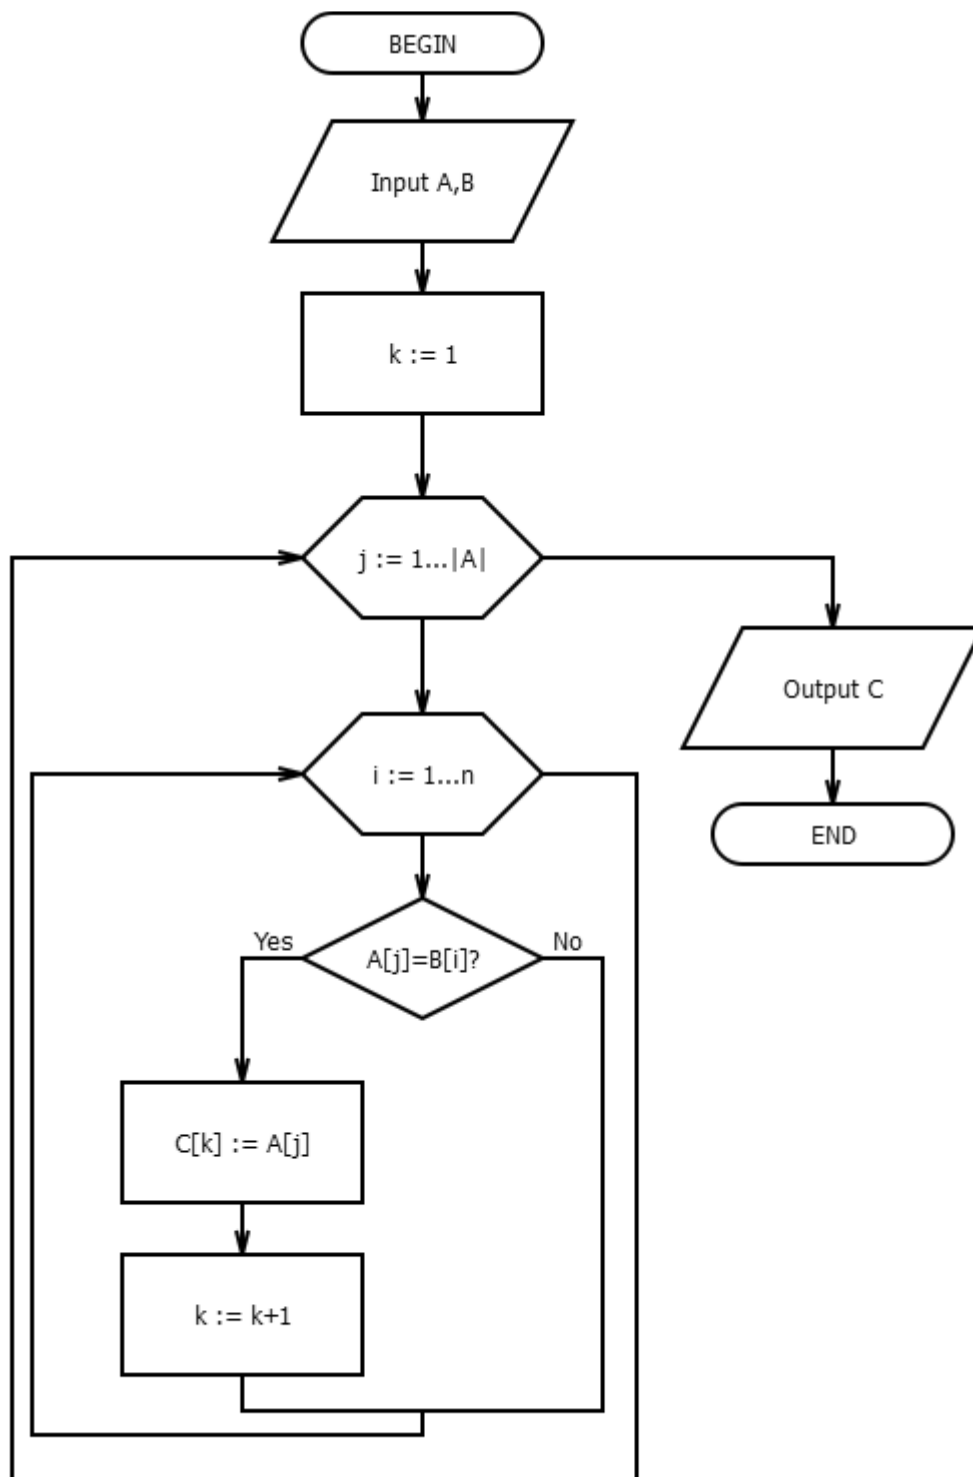 BEGIN
Input A,B
k := 1
j := 1...|A|
Output C
i := 1...n
END
Yes
No
A[j]=B[i]?
C[k] := A[j]
k := k+1